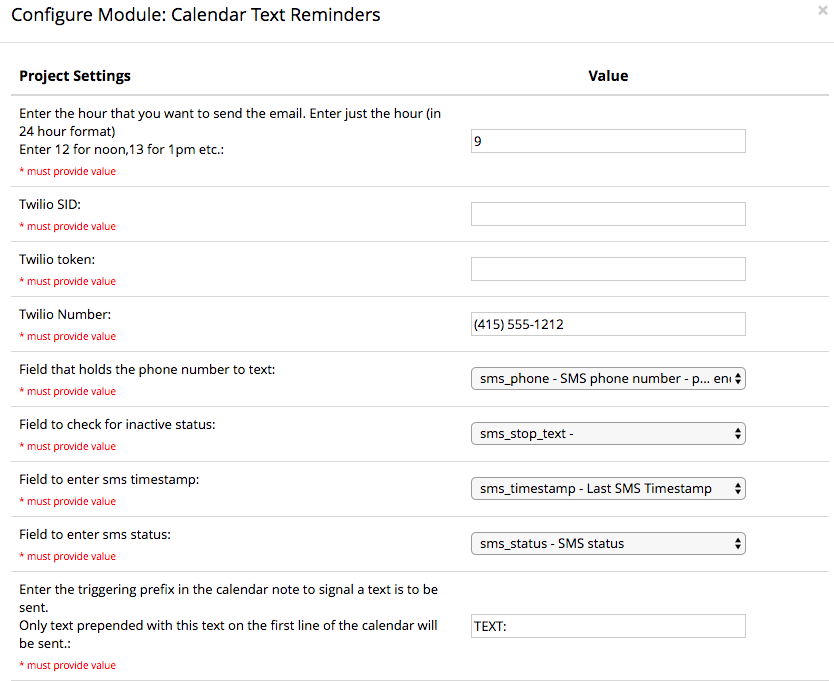 Configure Module: Calendar Text Reminders
×
Project Settings
Value
Enter the hour that you want to send the email. Enter just the hour (in
24 hour format)
Enter 12 for noon,13 for 1pm etc.:
* must provide value
9
Twilio SID:
* must provide value
Twilio token:
* must provide value
Twilio Number:
* must provide value
(415) 555-1212
Field that holds the phone number to text:
* must provide value
sms_phone - SMS phone number - p... en
Field to check for inactive status:
* must provide value
sms_stop_text -
Field to enter sms timestamp:
* must provide value
sms_timestamp - Last SMS Timestamp
Field to enter sms status:
* must provide value
sms_status - SMS status
Enter the triggering prefix in the calendar note to signal a text is to be
sent.
Only text prepended with this text on the first line of the calendar will
be sent.:
* must provide value
TEXT: